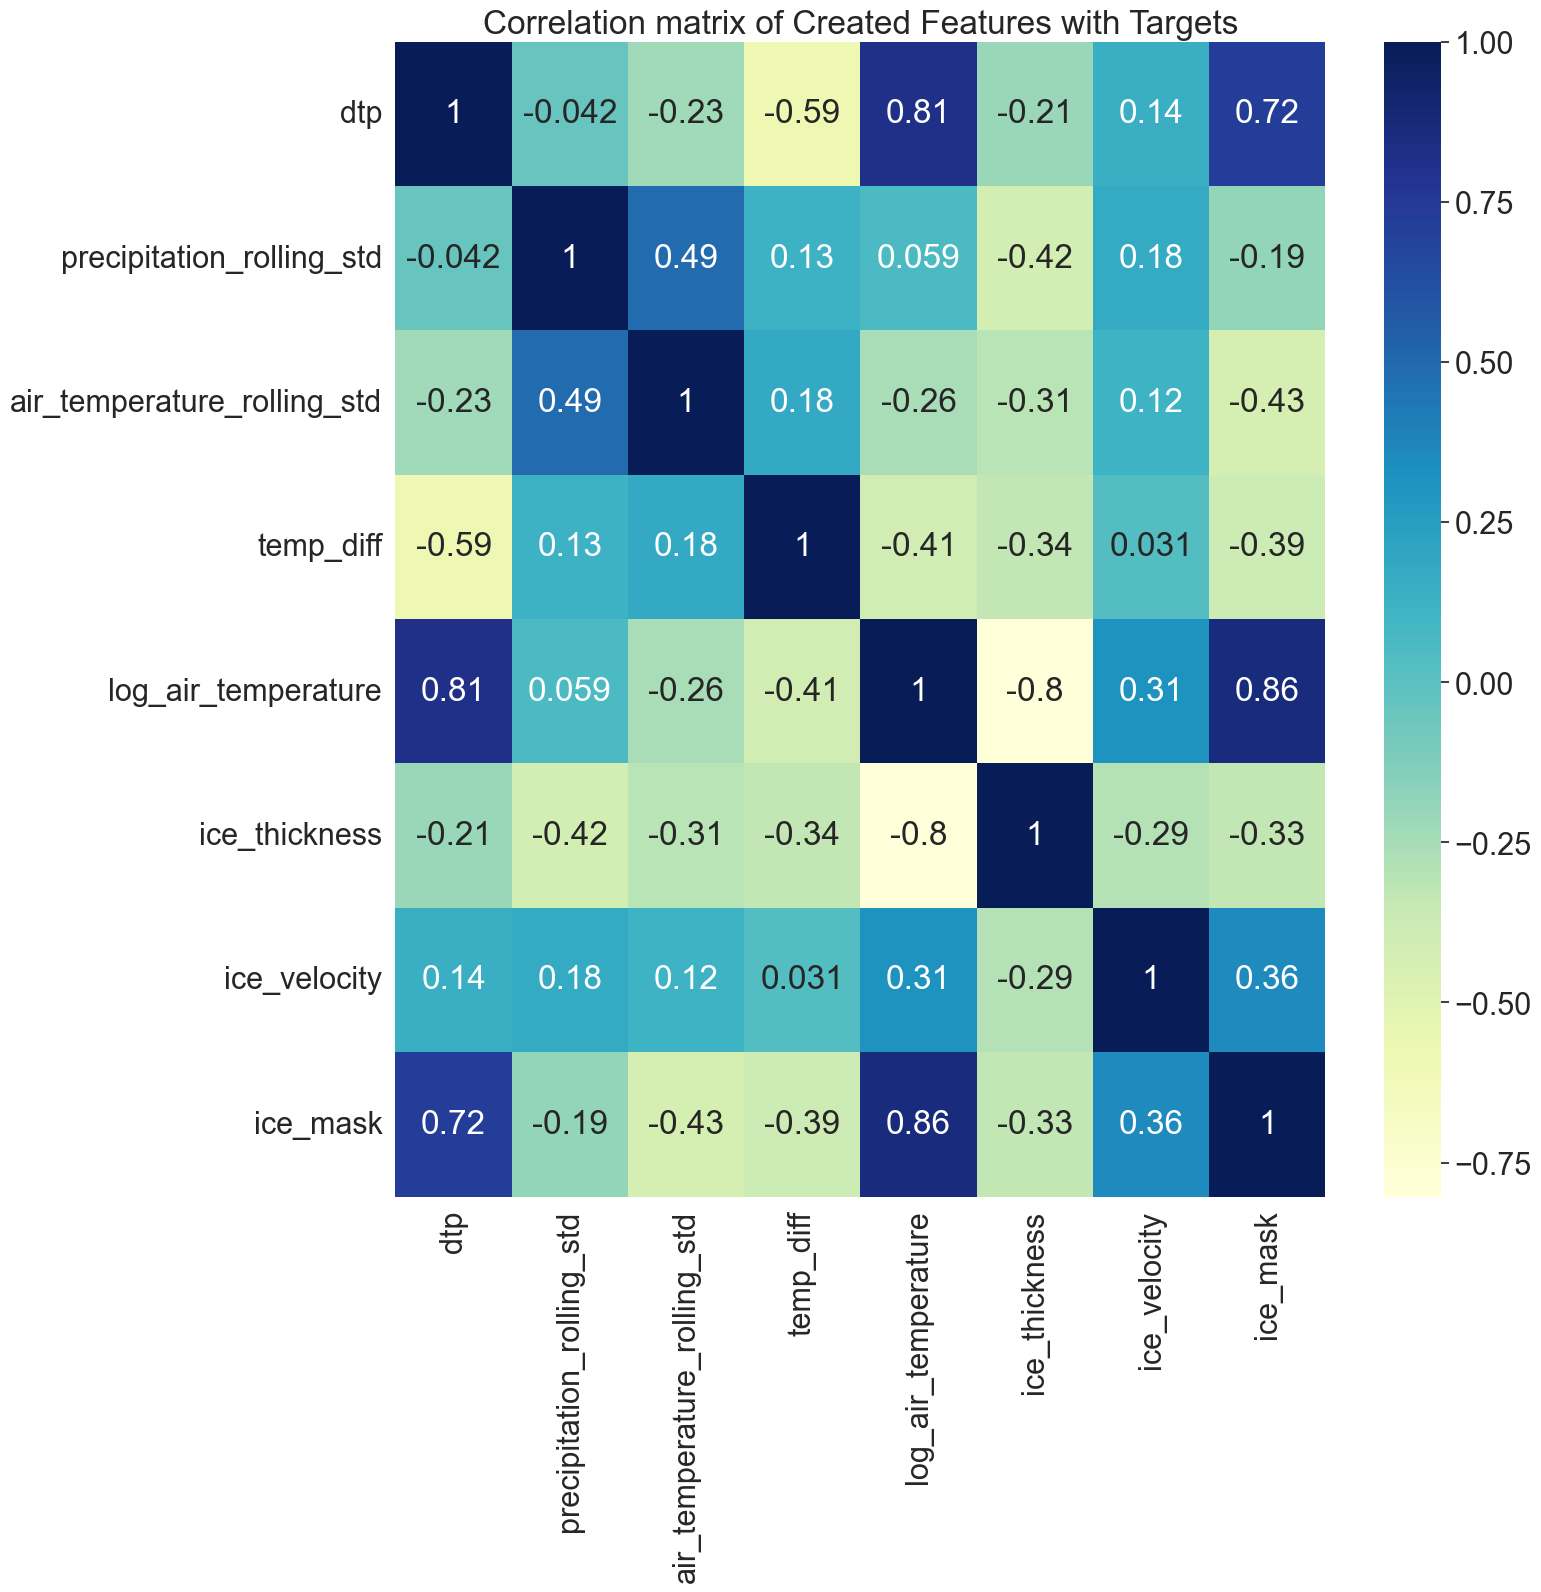 Correlation matrix of Created Features with Targets
dtp 1 -0.042 -0.23 -0.59 0.81 -0.21 0.14 0.72
precipitation_rolling_std -0.042 1 0.49 0.13 0.059 -0.42 0.18 -0.19
air_temperature_rolling_std -0.23 0.49 1 0.18 -0.26 -0.31 0.12 -0.43
temp_diff -0.59 0.13 0.18 1 -0.41 -0.34 0.031 -0.39
log_air_temperature 0.81 0.059 -0.26 -0.41 1 -0.8 0.31 0.86
ice_thickness -0.21 -0.42 -0.31 -0.34 -0.8 1 -0.29 -0.33
ice_velocity 0.14 0.18 0.12 0.031 0.31 -0.29 1 0.36
ice_mask 0.72 -0.19 -0.43 -0.39 0.86 -0.33 0.36 1
dtp
precipitation_rolling_std
air_temperature_rolling_std
temp_diff
log_air_temperature
ice_thickness
ice_velocity
ice_mask
1.00
0.75
0.50
0.25
0.00
−0.25
−0.50
−0.75